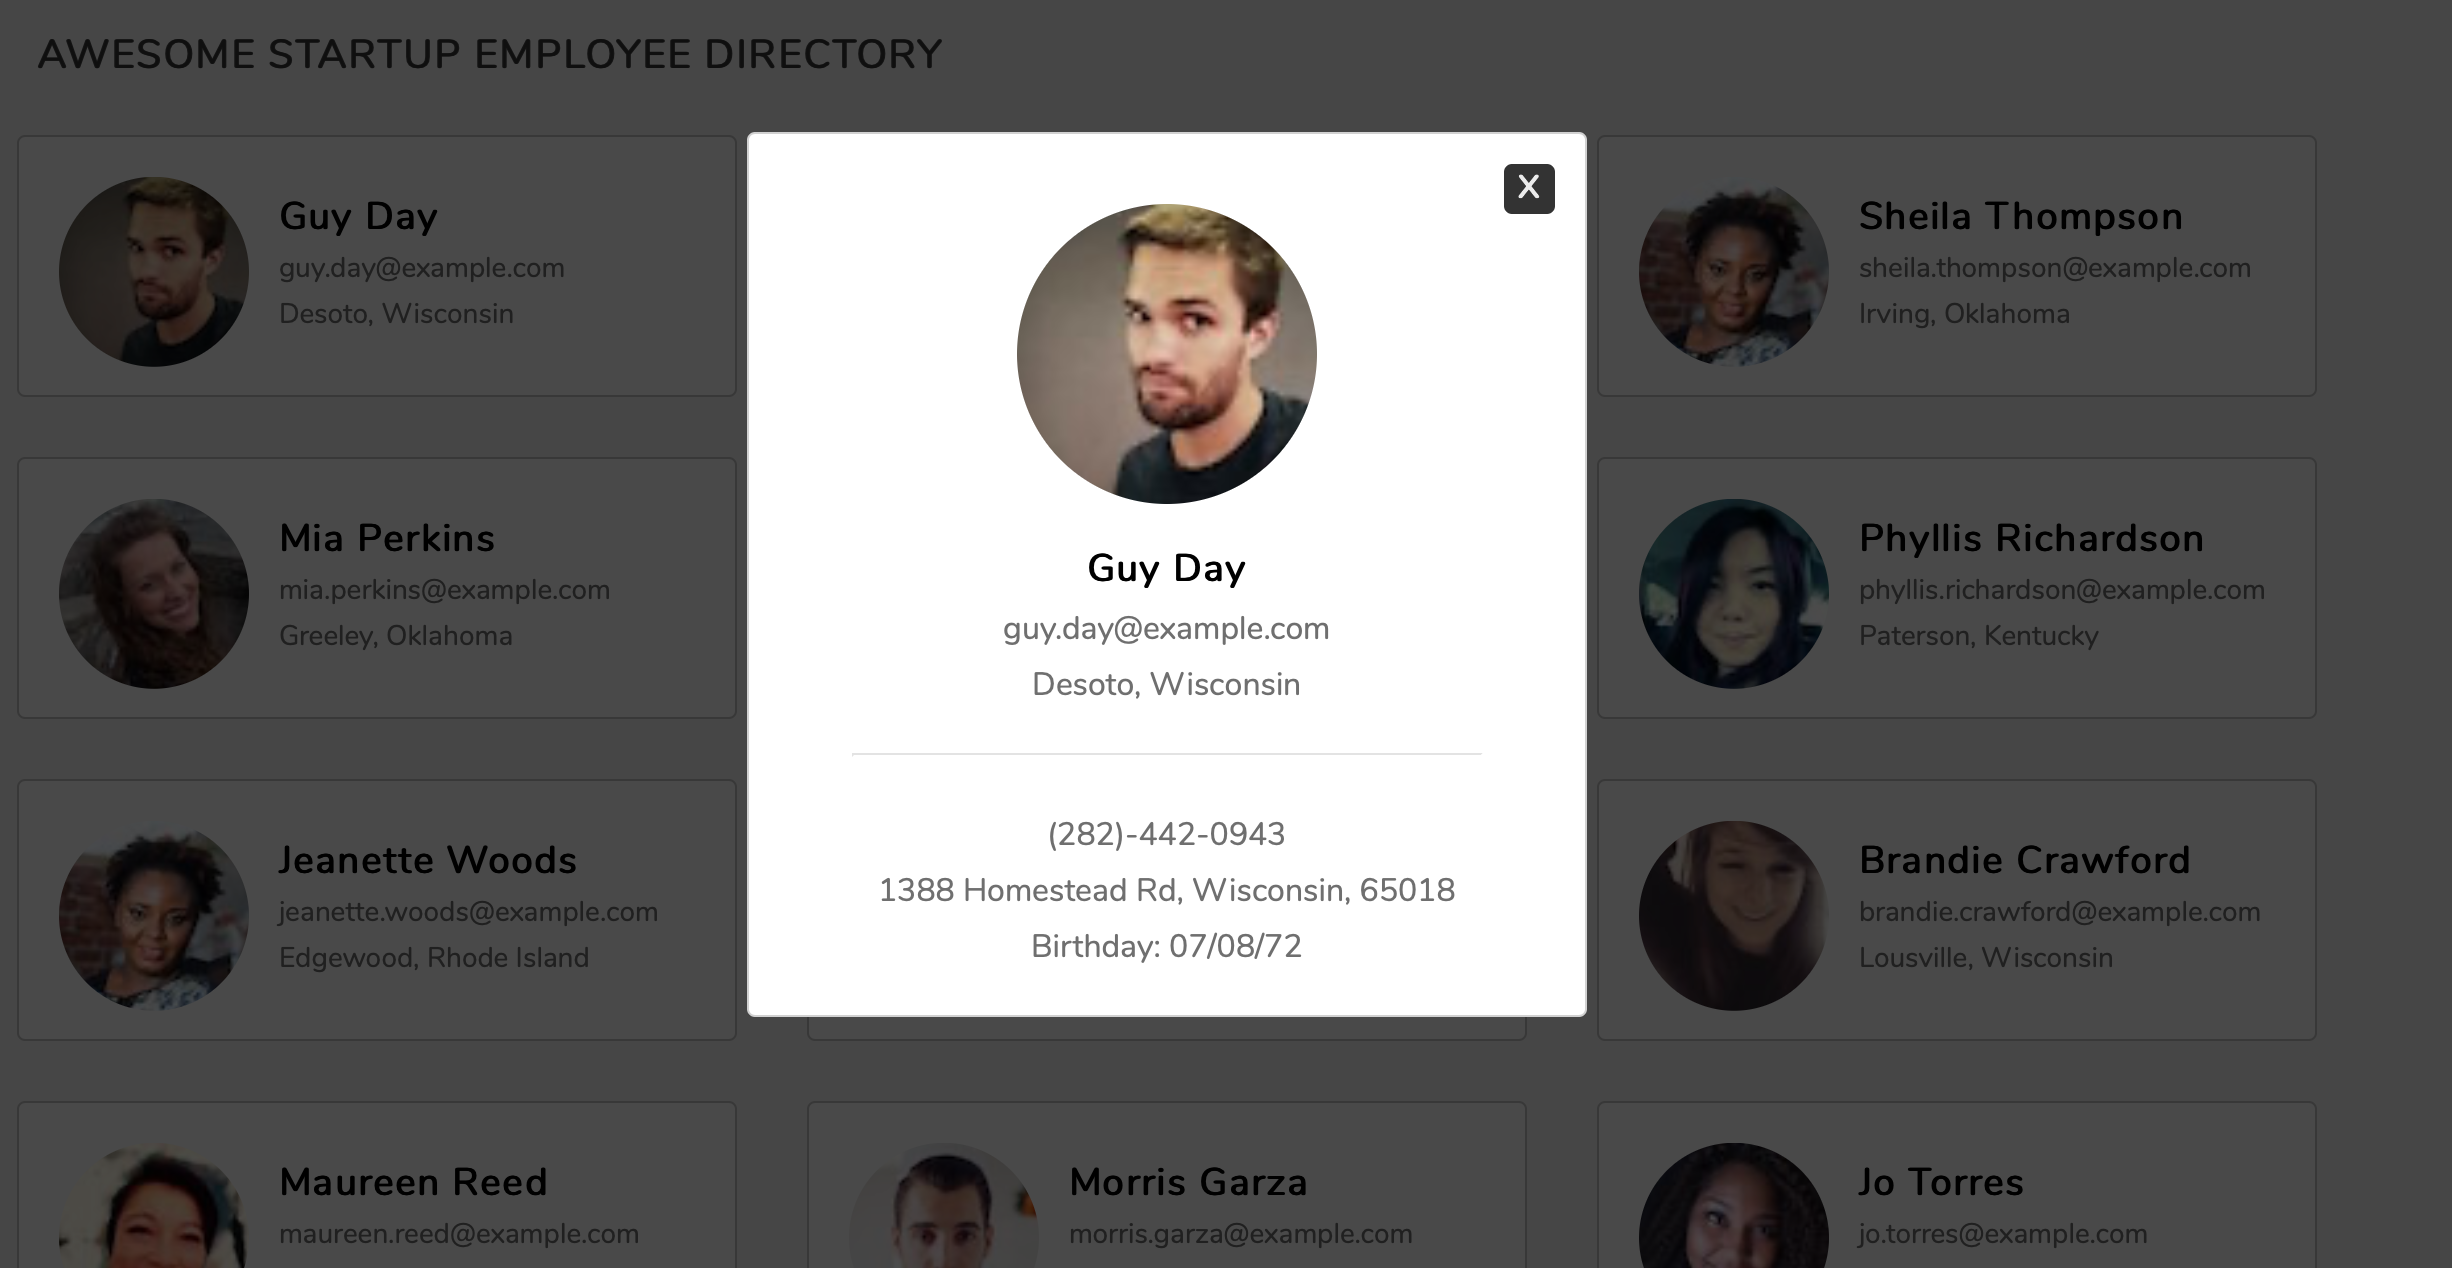 AWESOME STARTUP EMPLOYEE DIRECTORY
Guy Day
guy.day@example.com
Desoto, Wisconsin
X
Guy Day
guy.day@example.com
Desoto, Wisconsin
(282)-442-0943
1388 Homestead Rd, Wisconsin, 65018
Birthday: 07/08/72
Sheila Thompson
sheila.thompson@example.com
Irving, Oklahoma
Mia Perkins
mia.perkins@example.com
Greeley, Oklahoma
Phyllis Richardson
phyllis.richardson@example.com
Paterson, Kentucky
Jeanette Woods
jeanette.woods@example.com
Edgewood, Rhode Island
Brandie Crawford
brandie.crawford@example.com
Lousville, Wisconsin
Maureen Reed
maureen.reed@example.com
Morris Garza
morris.garza@example.com
Jo Torres
jo.torres@example.com